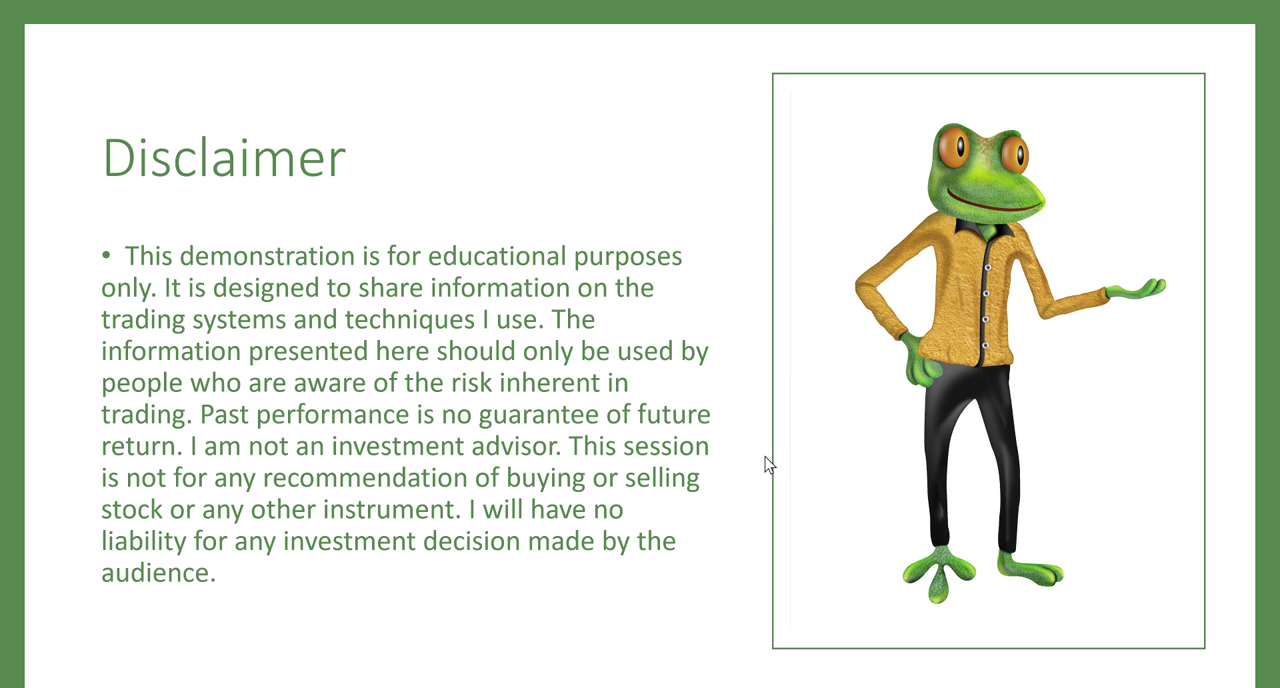 Disclaimer
• This demonstration is for educational purposes
only. It is designed to share information on the
trading systems and techniques I use. The
information presented here should only be used by
people who are aware of the risk inherent in
trading. Past performance is no guarantee of future
return. I am not an investment advisor. This session
is not for any recommendation of buying or selling
stock or any other instrument. I will have no
liability for any investment decision made by the
audience.